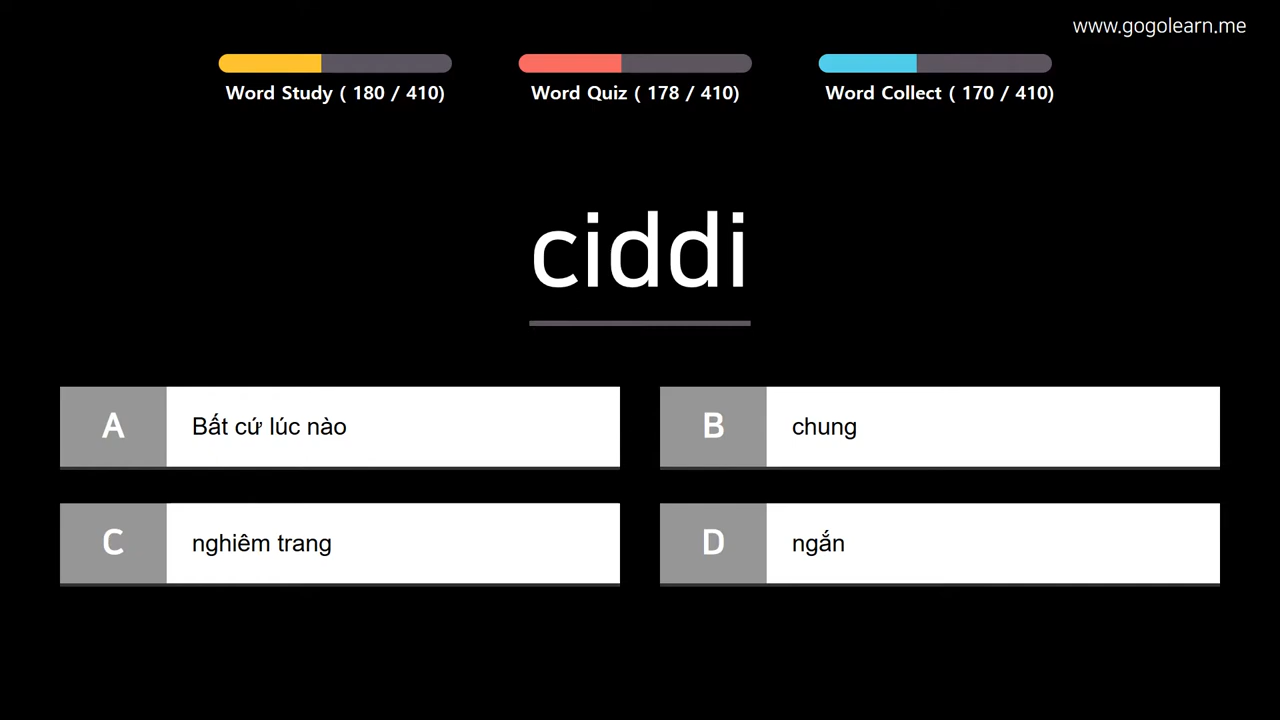 www.gogolearn.me
Word Study ( 180 / 410)
Word Quiz ( 178 / 410)
Word Collect ( 170 / 410)
ciddi
A Bất cứ lúc nào
B chung
C nghiêm trang
D ngắn